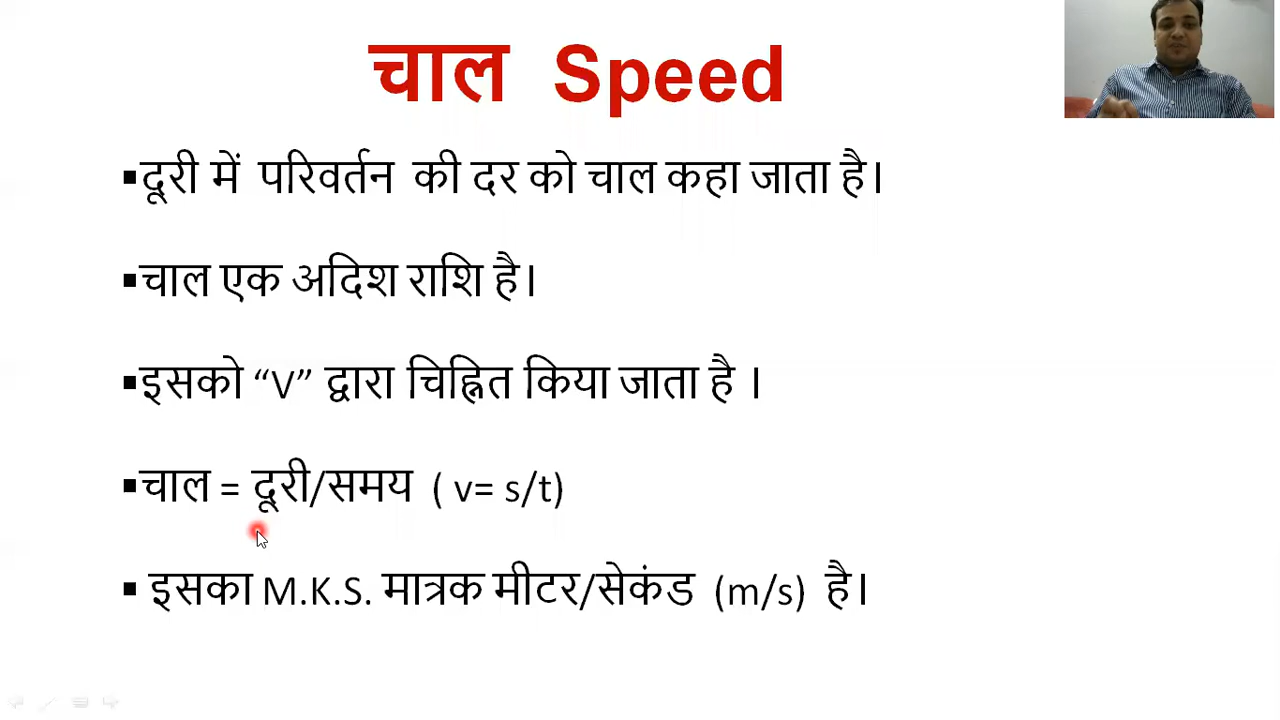 चाल Speed
▪दूरी में परिवर्तन की दर को चाल कहा जाता है।
▪चाल एक अदिश राशि है।
▪इसको “V” द्वारा चिह्नित किया जाता है ।
▪चाल = दूरी/समय ( v= s/t)
▪ इसका M.K.S. मात्रक मीटर/सेकंड (m/s) है।